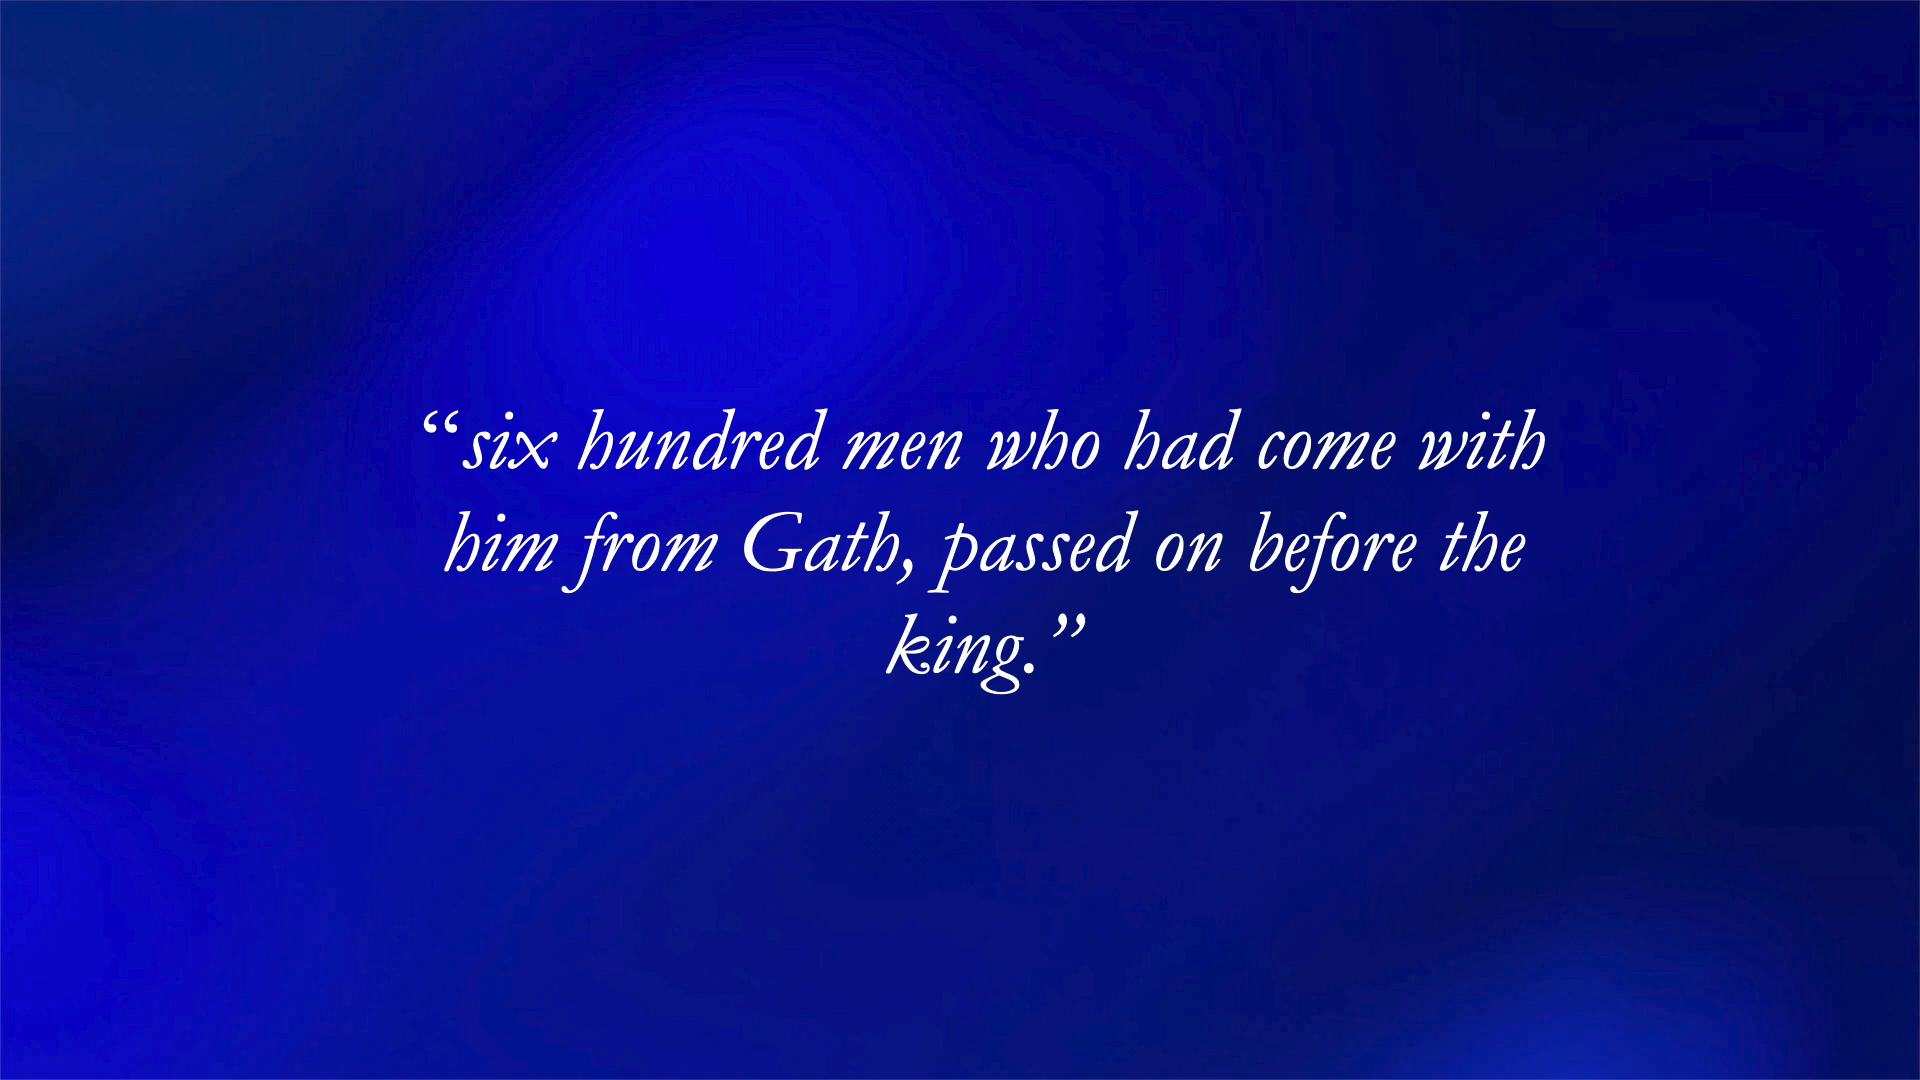 “six hundred men who had come with
him from Gath, passed on before the
king.”